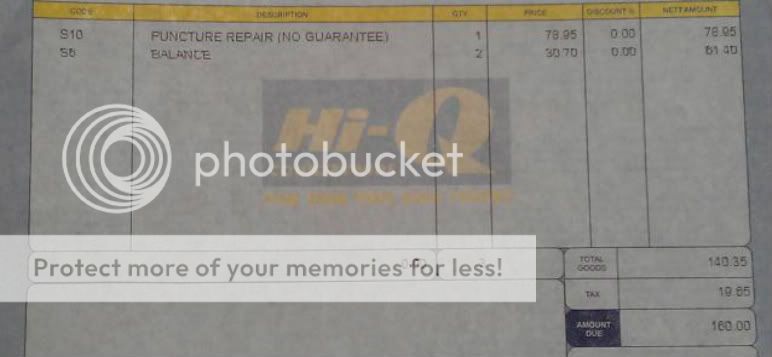 CODE DESCRIPTION QTY PRICE DISCOUNT % NETT AMOUNT
S10 PUNCTURE REPAIR (NO GUARANTEE) 1 78.95 0.00 78.95
S6 BALANCE 2 30.70 0.00 61.40
Hi-Q
photobucket
Protect more of your memories for less!
TOTAL GOODS 140.35
TAX 19.65
AMOUNT DUE 160.00